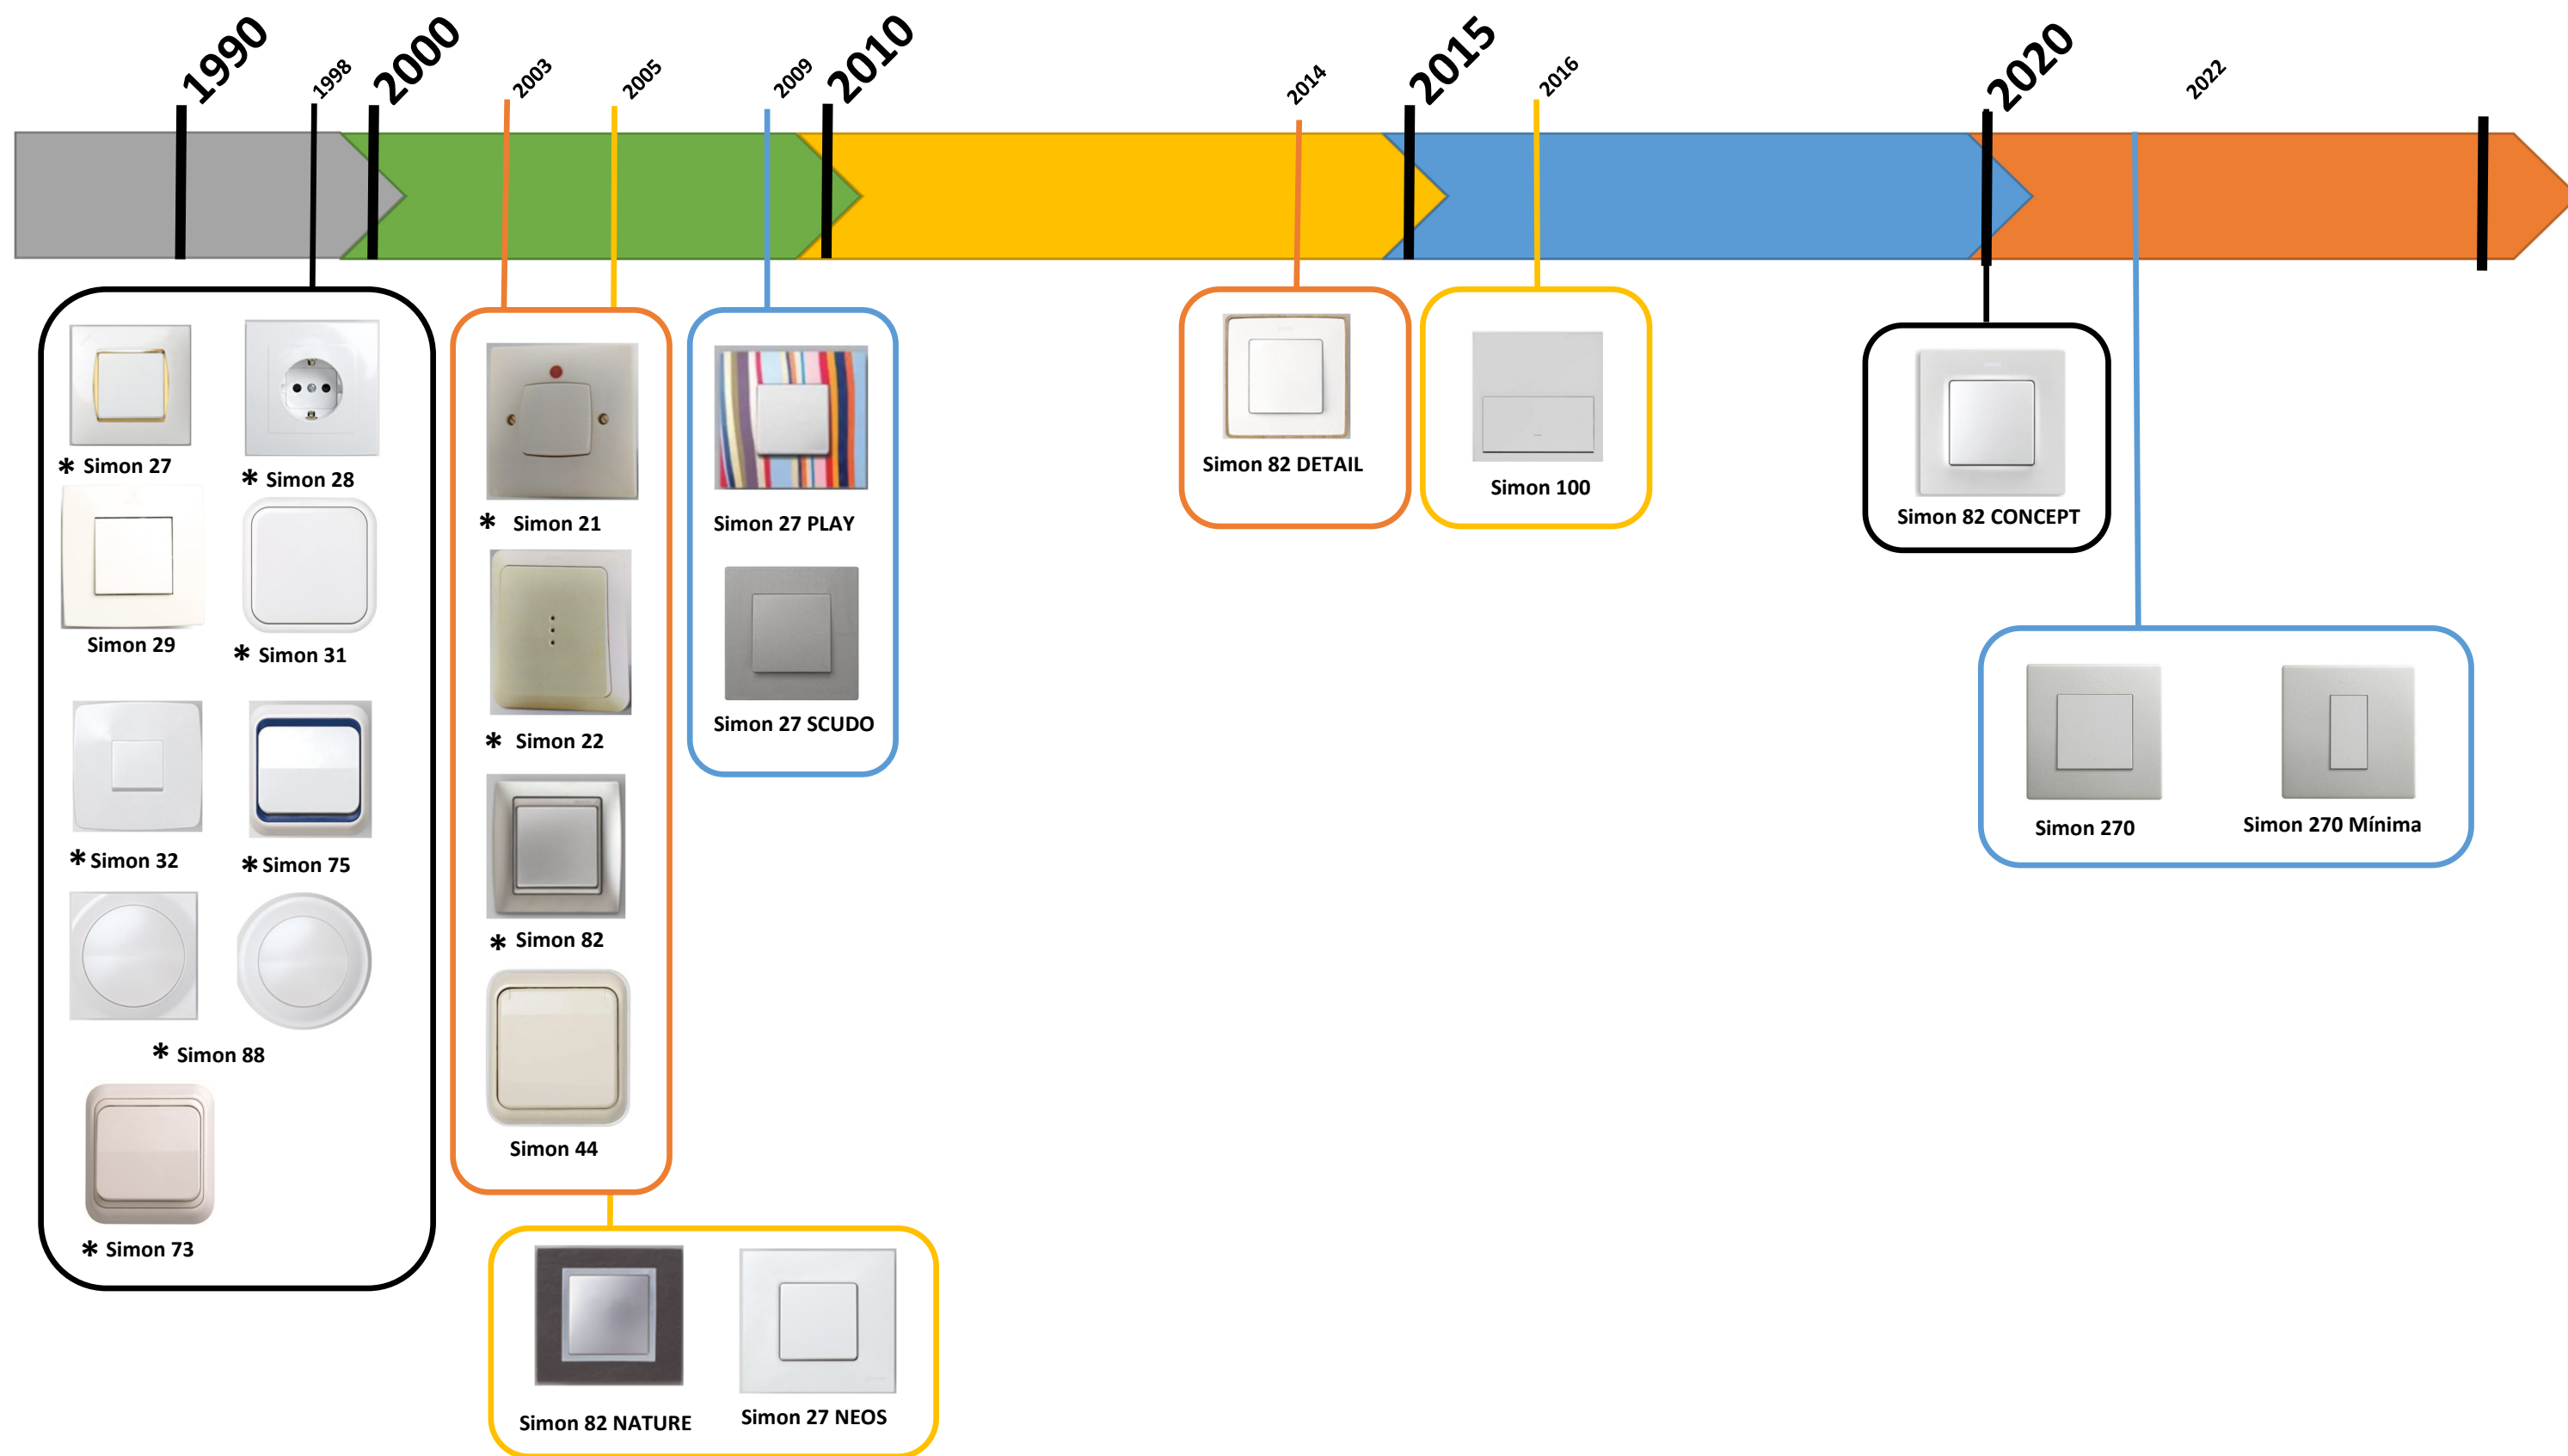 1990
1998
2000
2003
2005
2009
2010
2014
2015
2016
2020
2022
* Simon 27
* Simon 28
Simon 29
* Simon 31
* Simon 32
* Simon 75
* Simon 88
* Simon 73
* Simon 21
* Simon 22
* Simon 82
Simon 44
Simon 82 NATURE
Simon 27 NEOS
Simon 27 PLAY
Simon 27 SCUDO
Simon 82 DETAIL
Simon 100
Simon 82 CONCEPT
Simon 270
Simon 270 Mínima